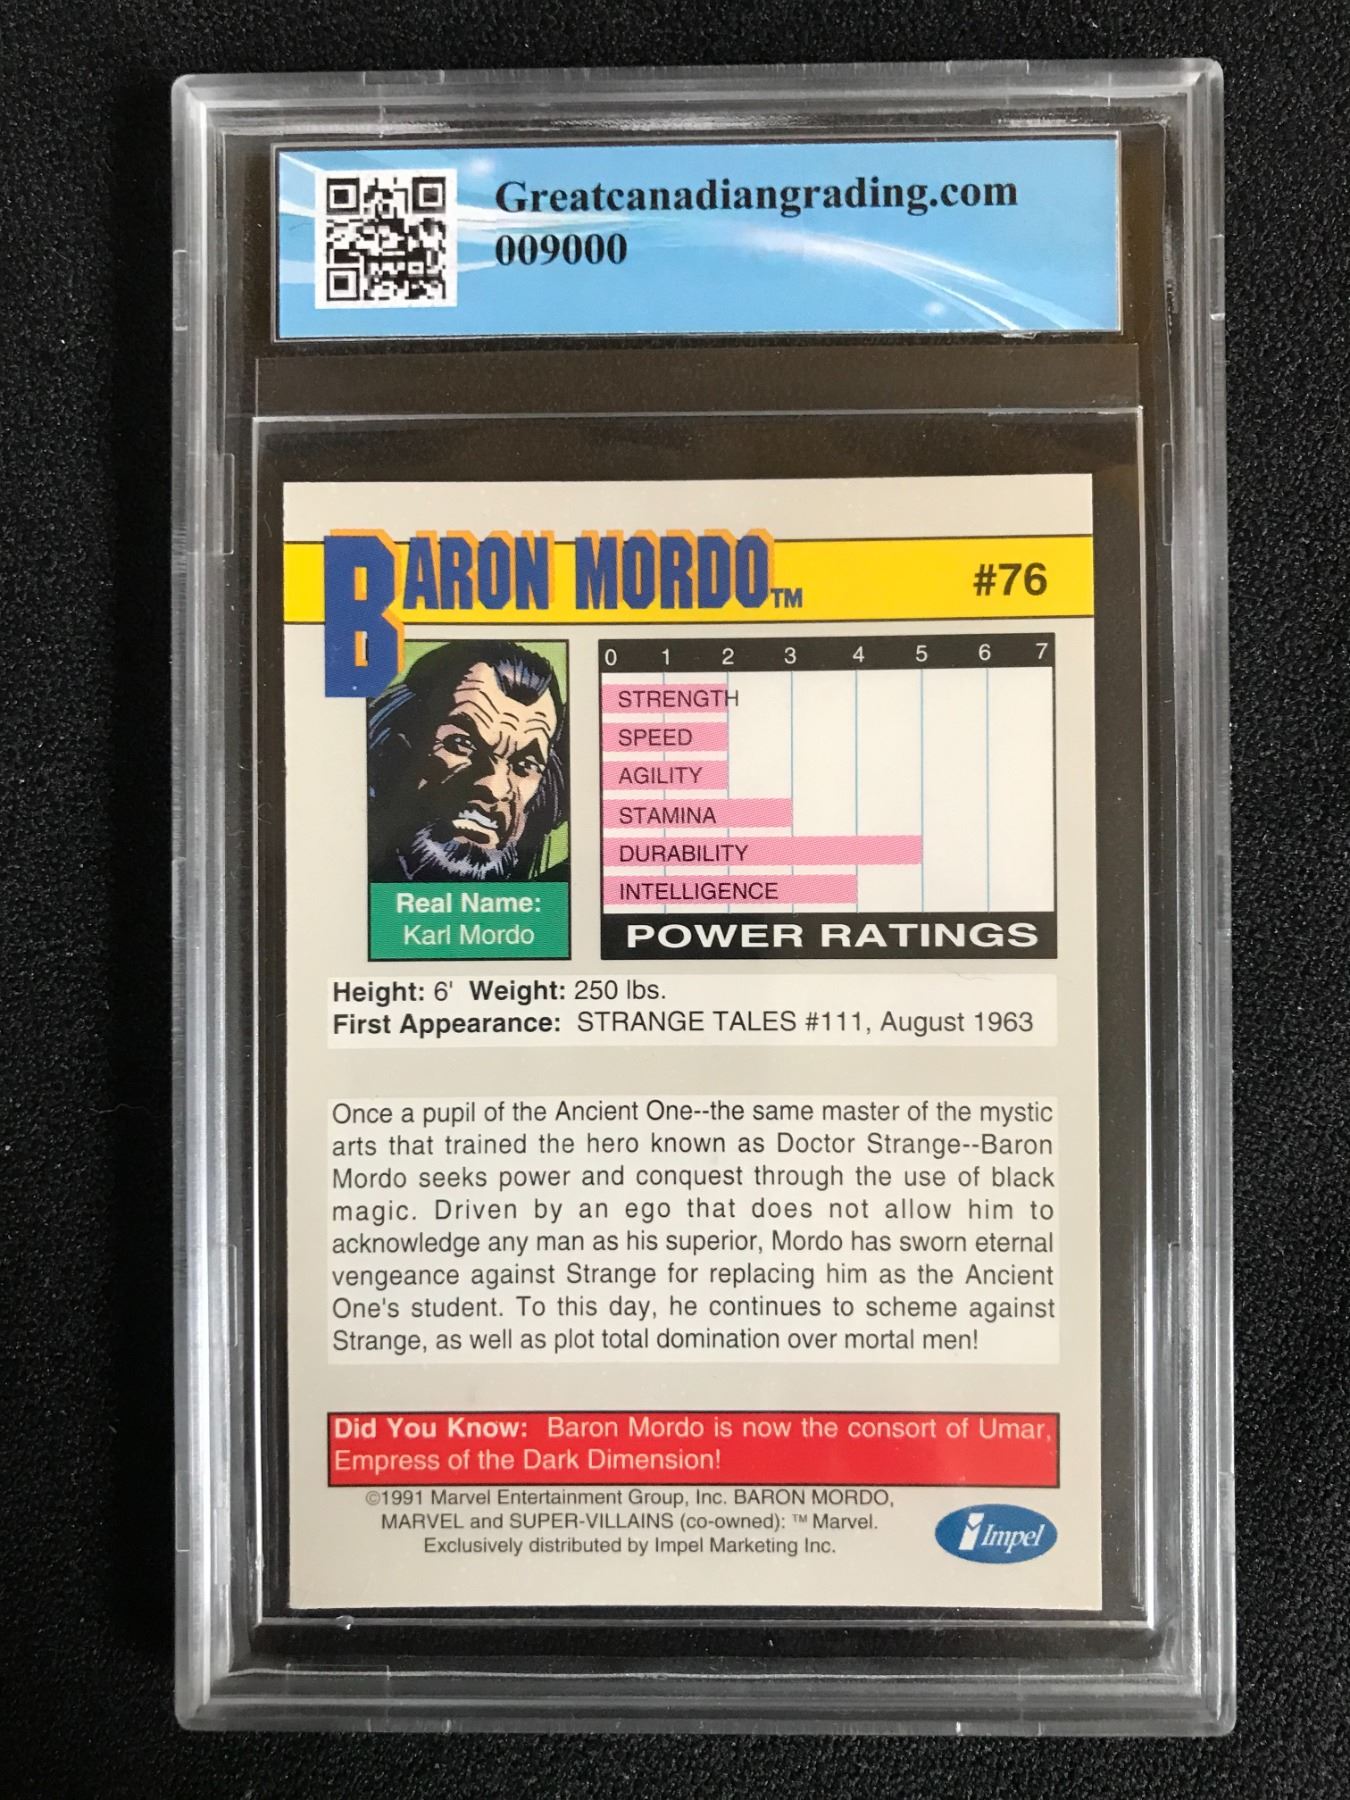 Greatcanadiangrading.com
009000
BARON MORDO™
#76
0 1 2 3 4 5 6 7
STRENGTH
SPEED
AGILITY
STAMINA
DURABILITY
INTELLIGENCE
POWER RATINGS
Real Name:
Karl Mordo
Height: 6' Weight: 250 lbs.
First Appearance: STRANGE TALES #111, August 1963
Once a pupil of the Ancient One--the same master of the mystic
arts that trained the hero known as Doctor Strange--Baron
Mordo seeks power and conquest through the use of black
magic. Driven by an ego that does not allow him to
acknowledge any man as his superior, Mordo has sworn eternal
vengeance against Strange for replacing him as the Ancient
One's student. To this day, he continues to scheme against
Strange, as well as plot total domination over mortal men!
Did You Know: Baron Mordo is now the consort of Umar,
Empress of the Dark Dimension!
©1991 Marvel Entertainment Group, Inc. BARON MORDO,
MARVEL and SUPER-VILLAINS (co-owned): ™ Marvel.
Exclusively distributed by Impel Marketing Inc.
Impel